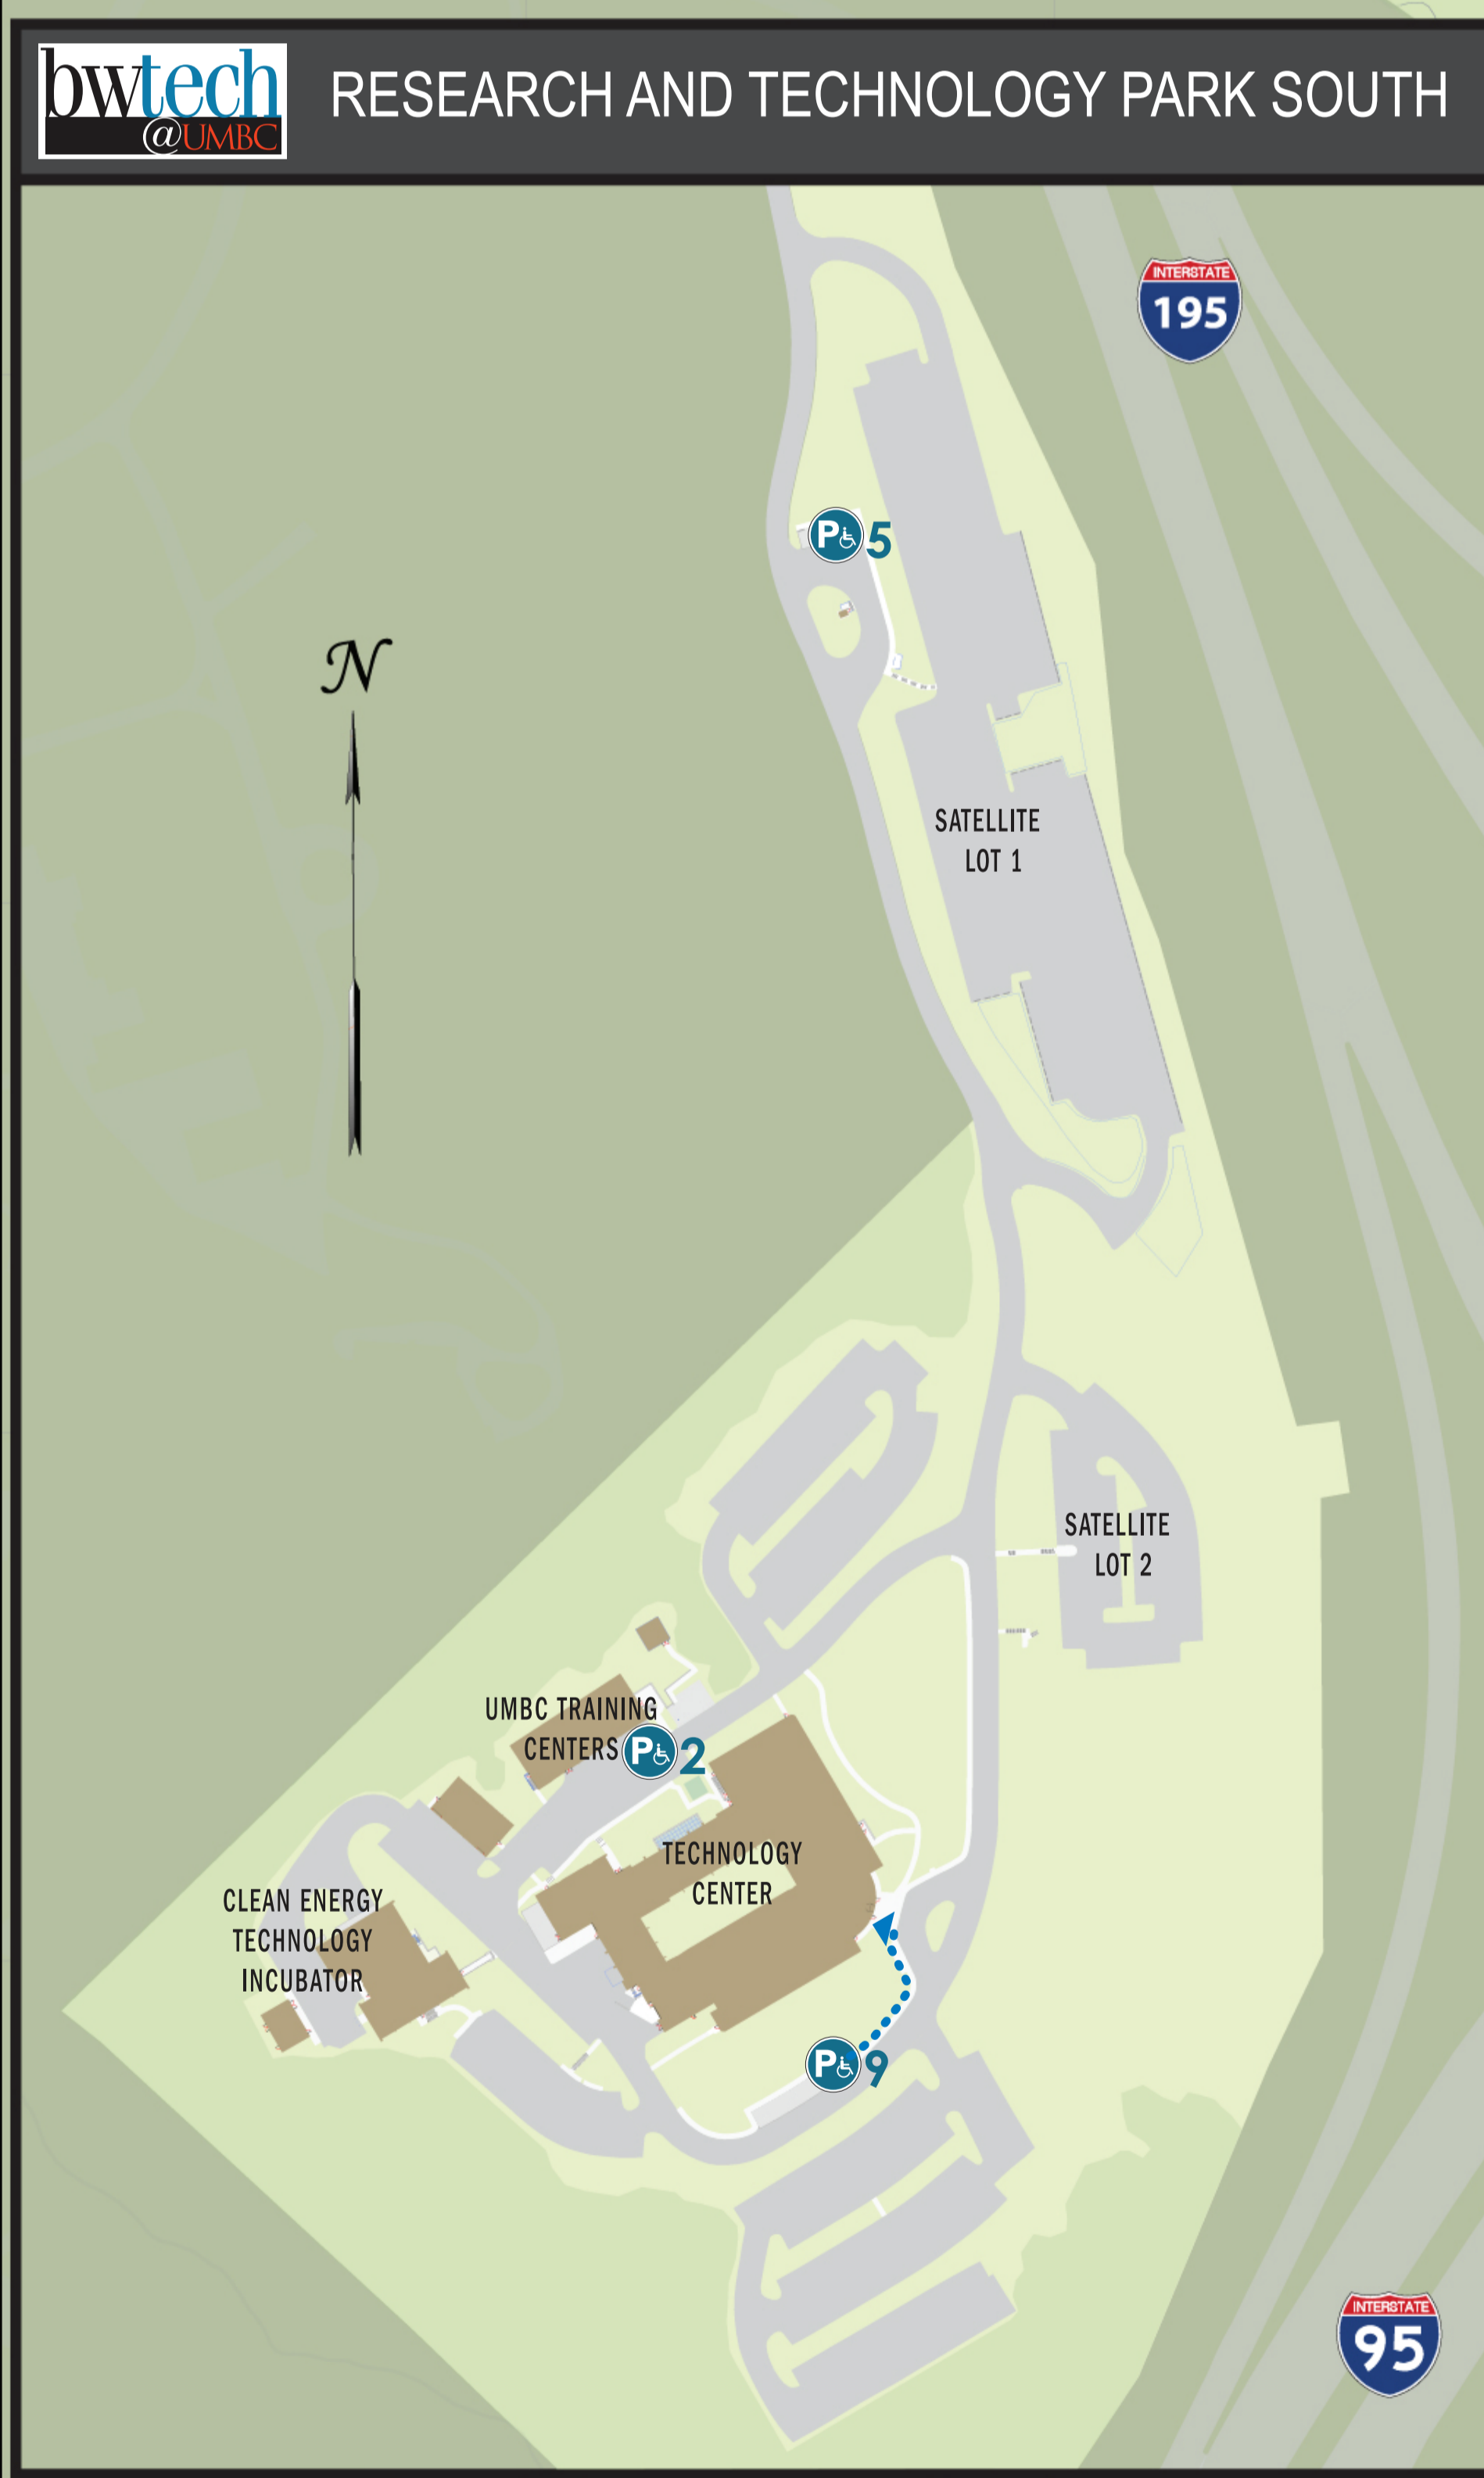 bwtech
@UMBC
RESEARCH AND TECHNOLOGY PARK SOUTH
INTERSTATE
195
P 5
N
SATELLITE
LOT 1
SATELLITE
LOT 2
UMBC TRAINING
CENTERS P 2
TECHNOLOGY
CENTER
CLEAN ENERGY
TECHNOLOGY
INCUBATOR
P 9
INTERSTATE
95